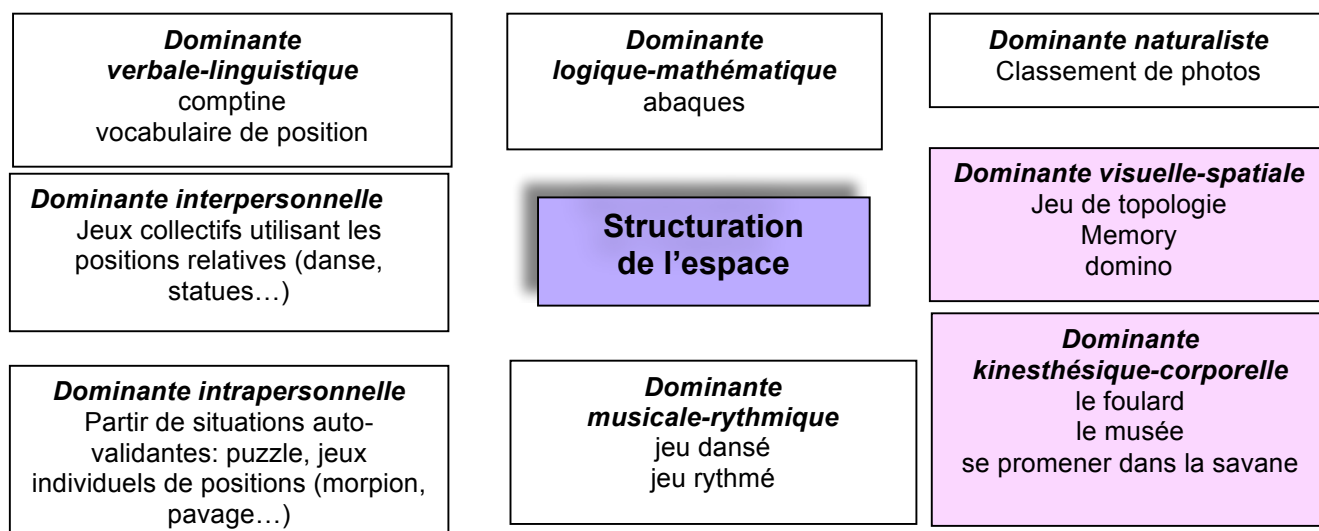 Dominante
verbale-linguistique
comptine
vocabulaire de position
Dominante
logique-mathématique
abaques
Dominante naturaliste
Classement de photos
Dominante interpersonnelle
Jeux collectifs utilisant les
positions relatives (danse,
statues…)
Structuration
de l'espace
Dominante visuelle-spatiale
Jeu de topologie
Memory
domino
Dominante intrapersonnelle
Partir de situations auto-
validantes: puzzle, jeux
individuels de positions (morpion,
pavage…)
Dominante
musicale-rythmique
jeu dansé
jeu rythmé
Dominante
kinesthésique-corporelle
le foulard
le musée
se promener dans la savane